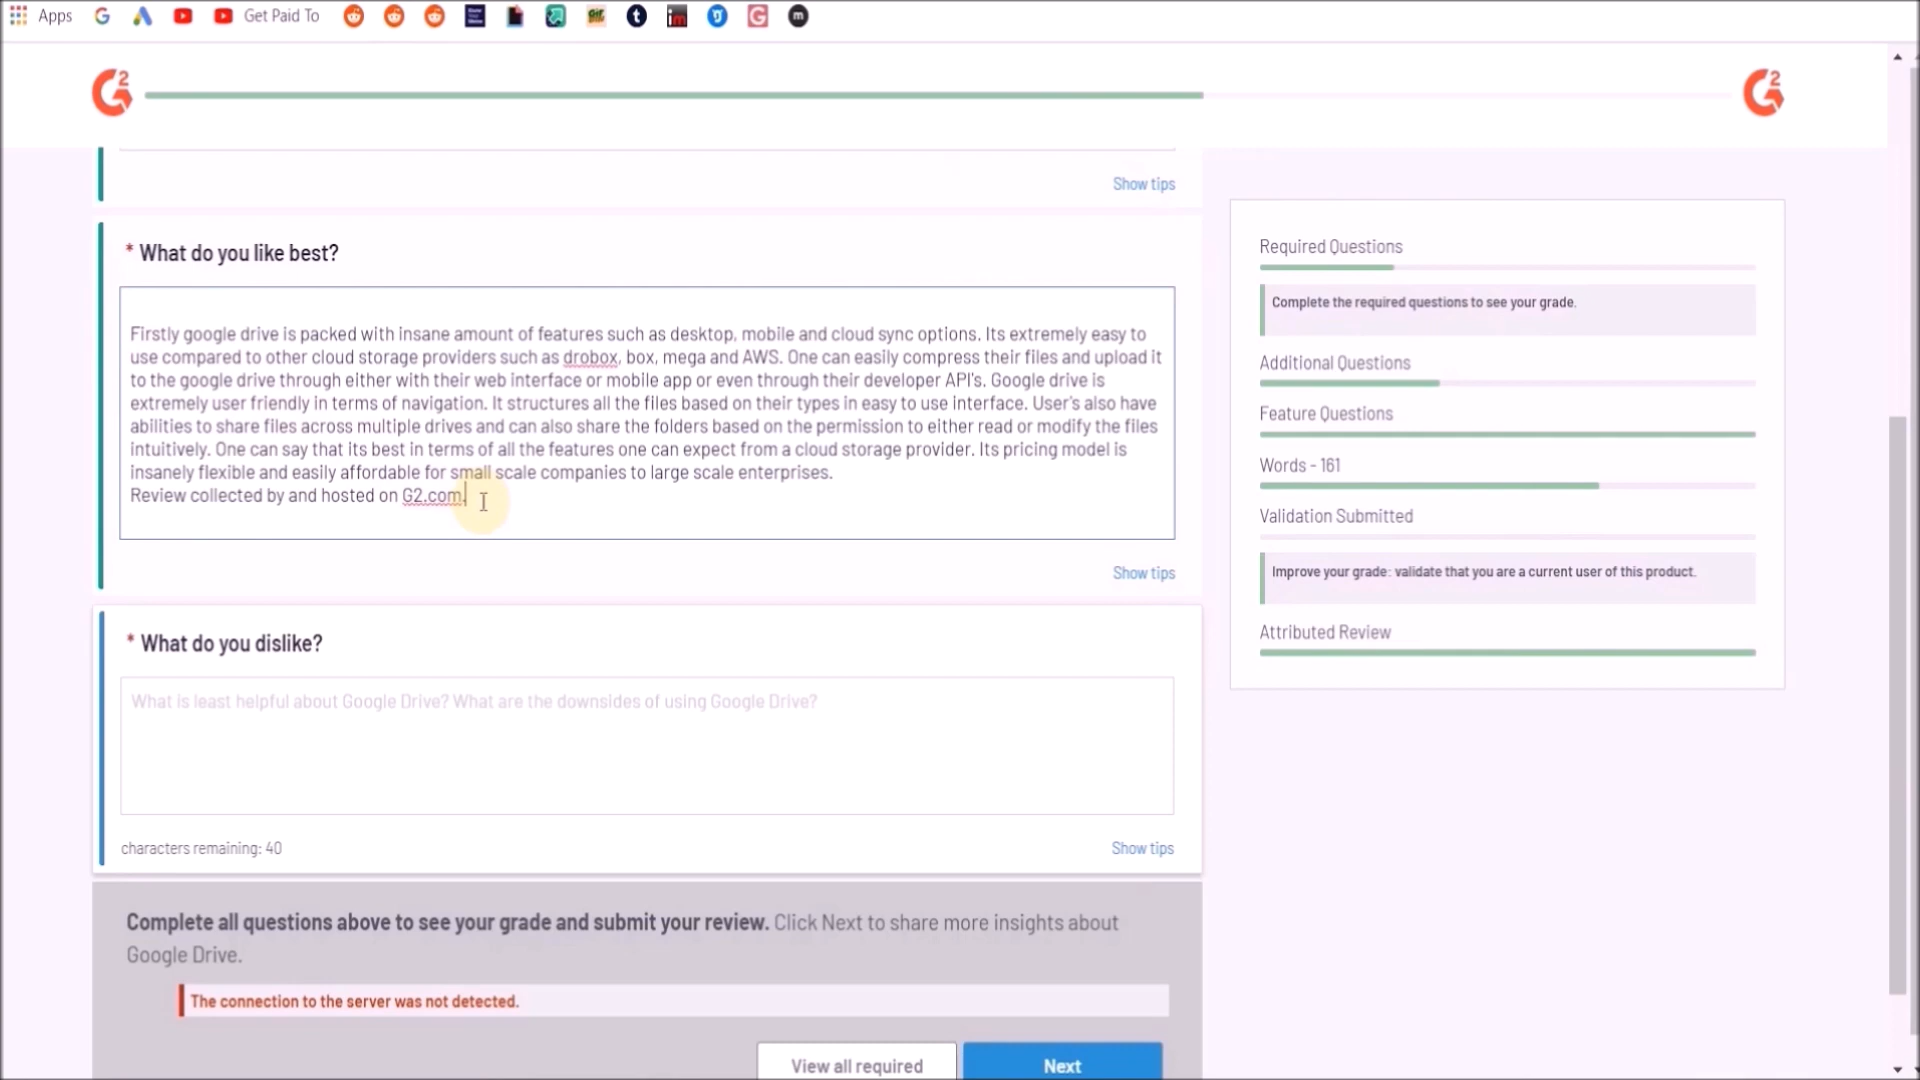 Apps
Get Paid To
Show tips
* What do you like best?
Firstly google drive is packed with insane amount of features such as desktop, mobile and cloud sync options. Its extremely easy to
use compared to other cloud storage providers such as drobox, box, mega and AWS. One can easily compress their files and upload it
to the google drive through either with their web interface or mobile app or even through their developer API's. Google drive is
extremely user friendly in terms of navigation. It structures all the files based on their types in easy to use interface. User's also have
abilities to share files across multiple drives and can also share the folders based on the permission to either read or modify the files
intuitively. One can say that its best in terms of all the features one can expect from a cloud storage provider. Its pricing model is
insanely flexible and easily affordable for small scale companies to large scale enterprises.
Review collected by and hosted on G2.com.
Show tips
* What do you dislike?
What is least helpful about Google Drive? What are the downsides of using Google Drive?
characters remaining: 40
Show tips
Complete all questions above to see your grade and submit your review. Click Next to share more insights about
Google Drive.
The connection to the server was not detected.
View all required
Next
Required Questions
Complete the required questions to see your grade.
Additional Questions
Feature Questions
Words - 161
Validation Submitted
Improve your grade: validate that you are a current user of this product.
Attributed Review